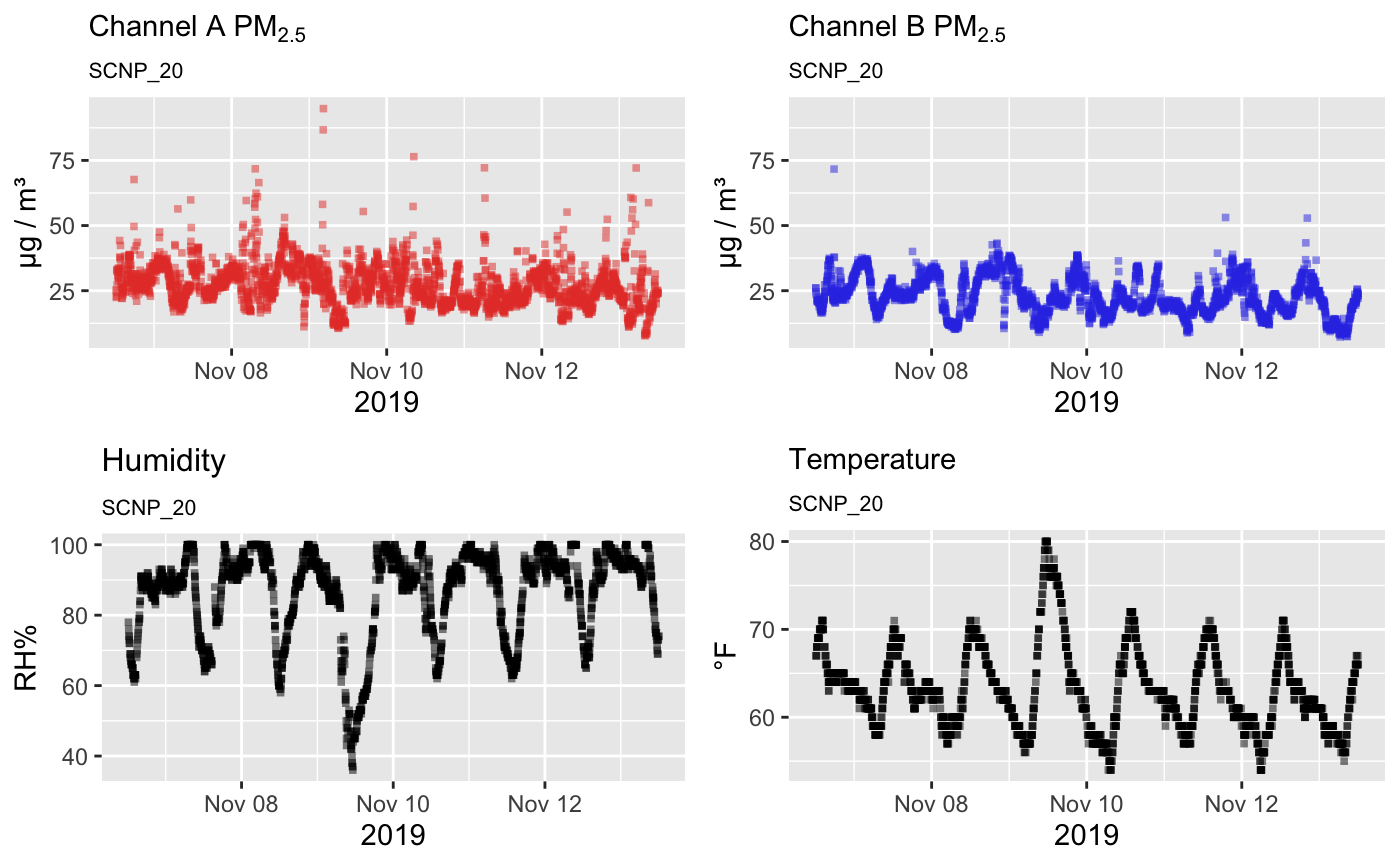 Channel A PM2.5
SCNP_20
µg / m³
75
50
25
Nov 08 Nov 10 Nov 12
2019
Channel B PM2.5
SCNP_20
µg / m³
75
50
25
Nov 08 Nov 10 Nov 12
2019
Humidity
SCNP_20
RH%
100
80
60
40
Nov 08 Nov 10 Nov 12
2019
Temperature
SCNP_20
°F
80
70
60
Nov 08 Nov 10 Nov 12
2019